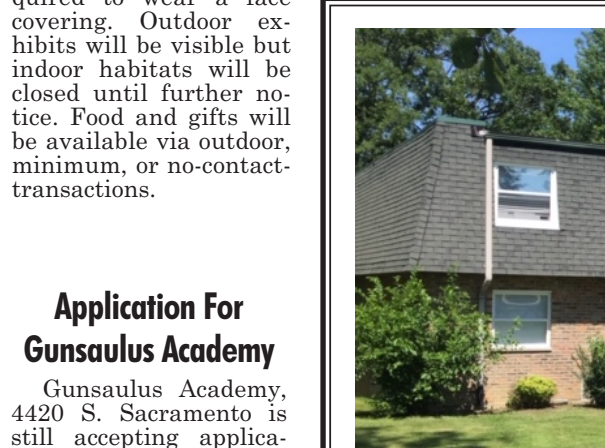 quired to wear a face
covering. Outdoor ex-
hibits will be visible but
indoor habitats will be
closed until further no-
tice. Food and gifts will
be available via outdoor,
minimum, or no-contact-
transactions.
Application For
Gunsaulus Academy
Gunsaulus Academy,
4420 S. Sacramento is
still accepting applica-